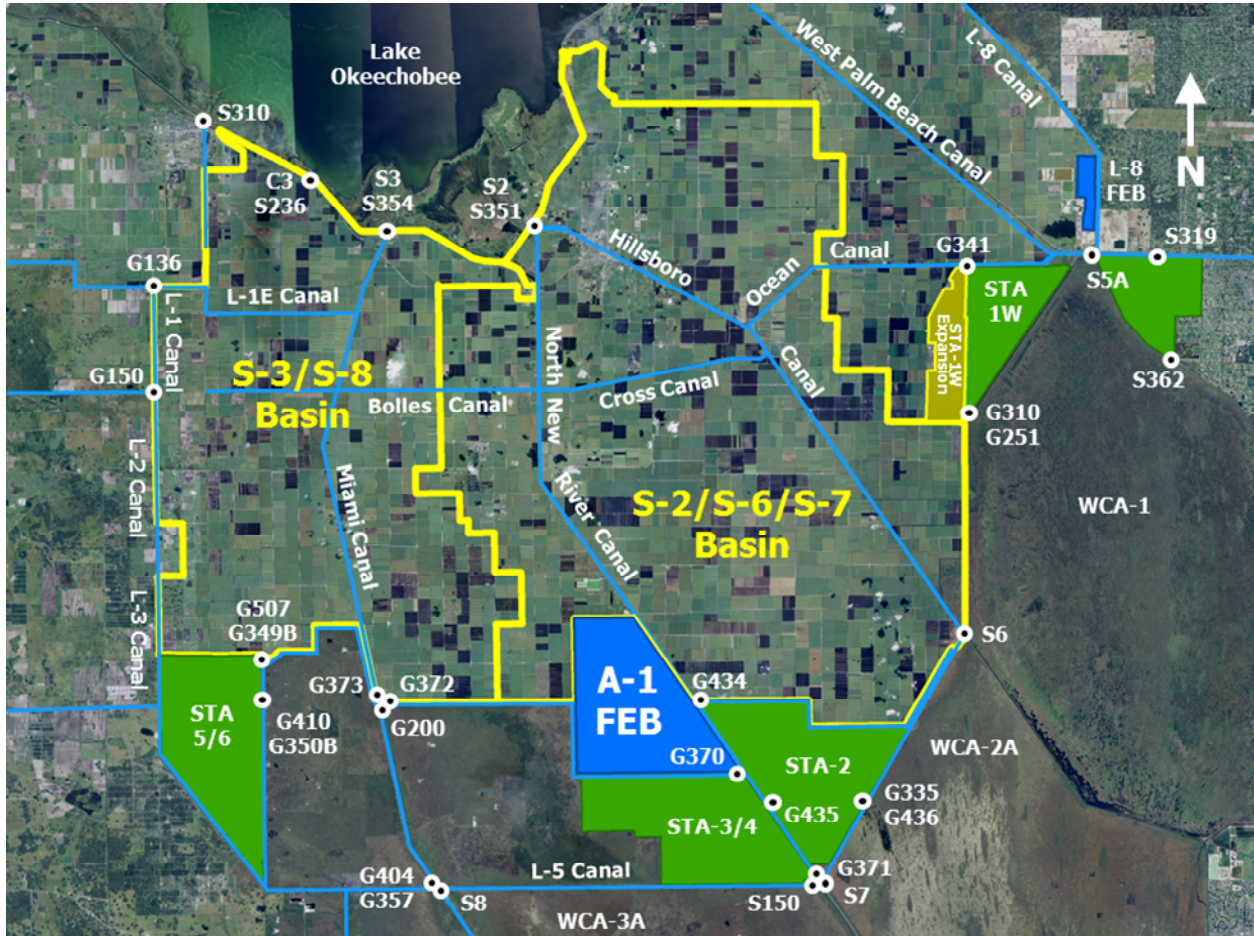 Lake
Okeechobee
West Palm Beach Canal
L-8 Canal
N
S310
C3
S236
S3
S354
S2
S351
L-8
FEB
S319
S5A
S362
G136
L-1 Canal
L-1E Canal
Hillsboro
Canal
Ocean
Canal
G341
STA
1W
STA-1W
Expansion
G310
G251
G150
S-3/S-8
Basin
Bolles Canal
Cross Canal
North New
River Canal
L-2 Canal
Miami Canal
S-2/S-6/S-7
Basin
WCA-1
L-3 Canal
G507
G349B
S6
G373
G372
G200
A-1
FEB
G434
STA
5/6
G410
G350B
G370
STA-2
WCA-2A
STA-3/4
G435
G335
G436
G404
G357
S8
L-5 Canal
G371
S150
S7
WCA-3A